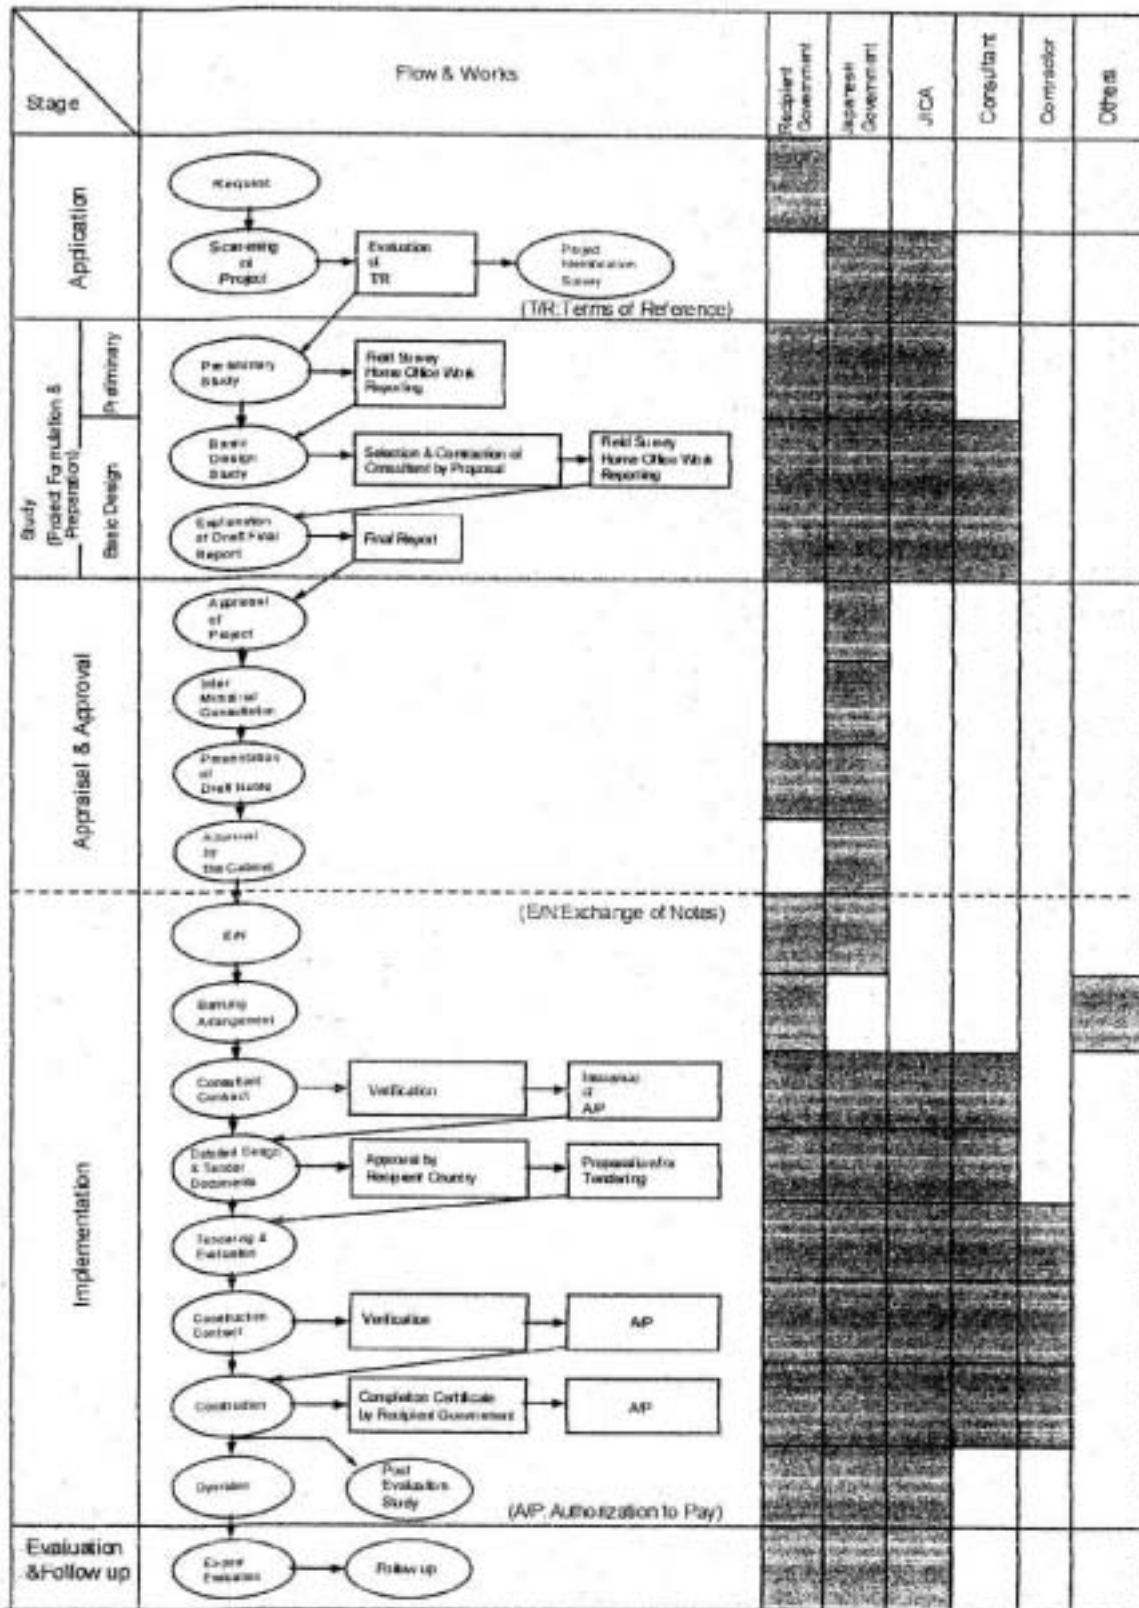 Stage
Flow & Works
Recipient
Government
Japanese
Government
JICA
Consultant
Contractor
Others
Application
Request
Screening
of
Project
Evaluation
of
T/R
Project
Identification
Survey
(T/R:Terms of Reference)
Study
(Project Formulation &
Preparation)
Preliminary
Preliminary
Study
Field Survey
Home Office Work
Reporting
Basic Design
Basic
Design
Study
Selection & Contraction of
Consultant by Proposal
Field Survey
Home Office Work
Reporting
Explanation
of Draft Final
Report
Final Report
Appraisal & Approval
Appraisal
of
Project
Inter
Ministerial
Consultation
Presentation
of
Draft Notes
Approval
by
the Cabinet
Implementation
(E/N:Exchange of Notes)
E/N
Banking
Arrangement
Consultant
Contract
Verification
Issuance
of
A/P
Detailed Design
& Tender
Documents
Approval by
Recipient Country
Preparation for
Tendering
Tendering &
Evaluation
Construction
Contract
Verification
A/P
Construction
Completion Certificate
by Recipient Government
A/P
Operation
Post
Evaluation
Study
(A/P:Authorization to Pay)
Evaluation
&Follow up
Evaluation
Follow up